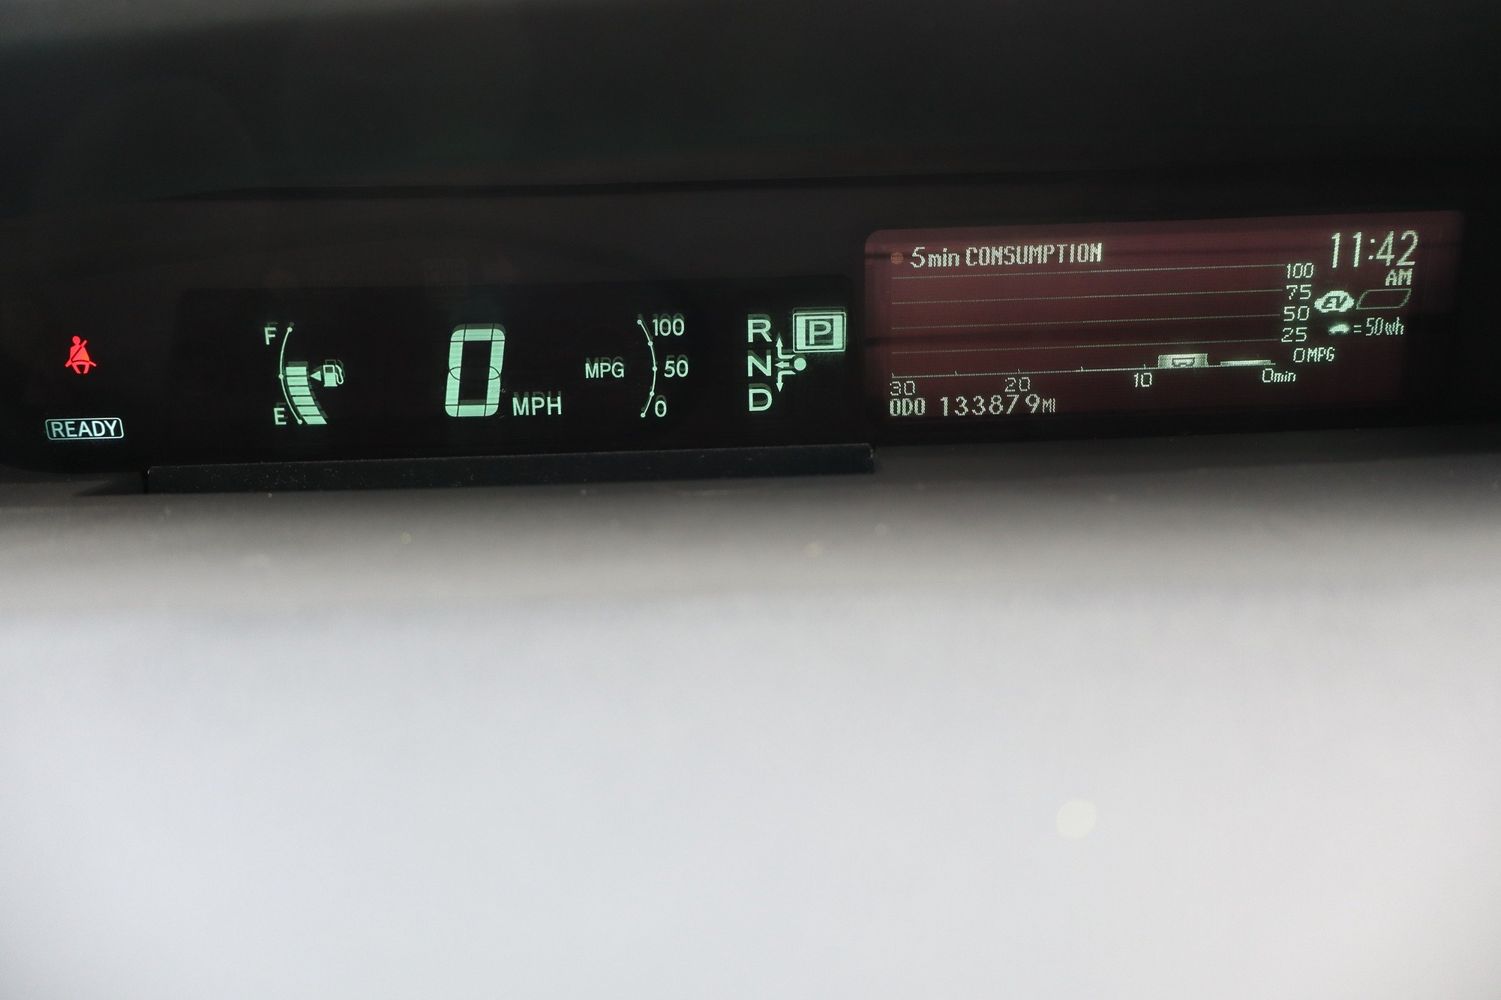 READY
F
E
0 MPH
MPG
100
50
0
R
N
D
P
5min CONSUMPTION
11:42
AM
100
75
50
25
0MPG
EV
=50Wh
30 20 10 0min
ODO 133879MI